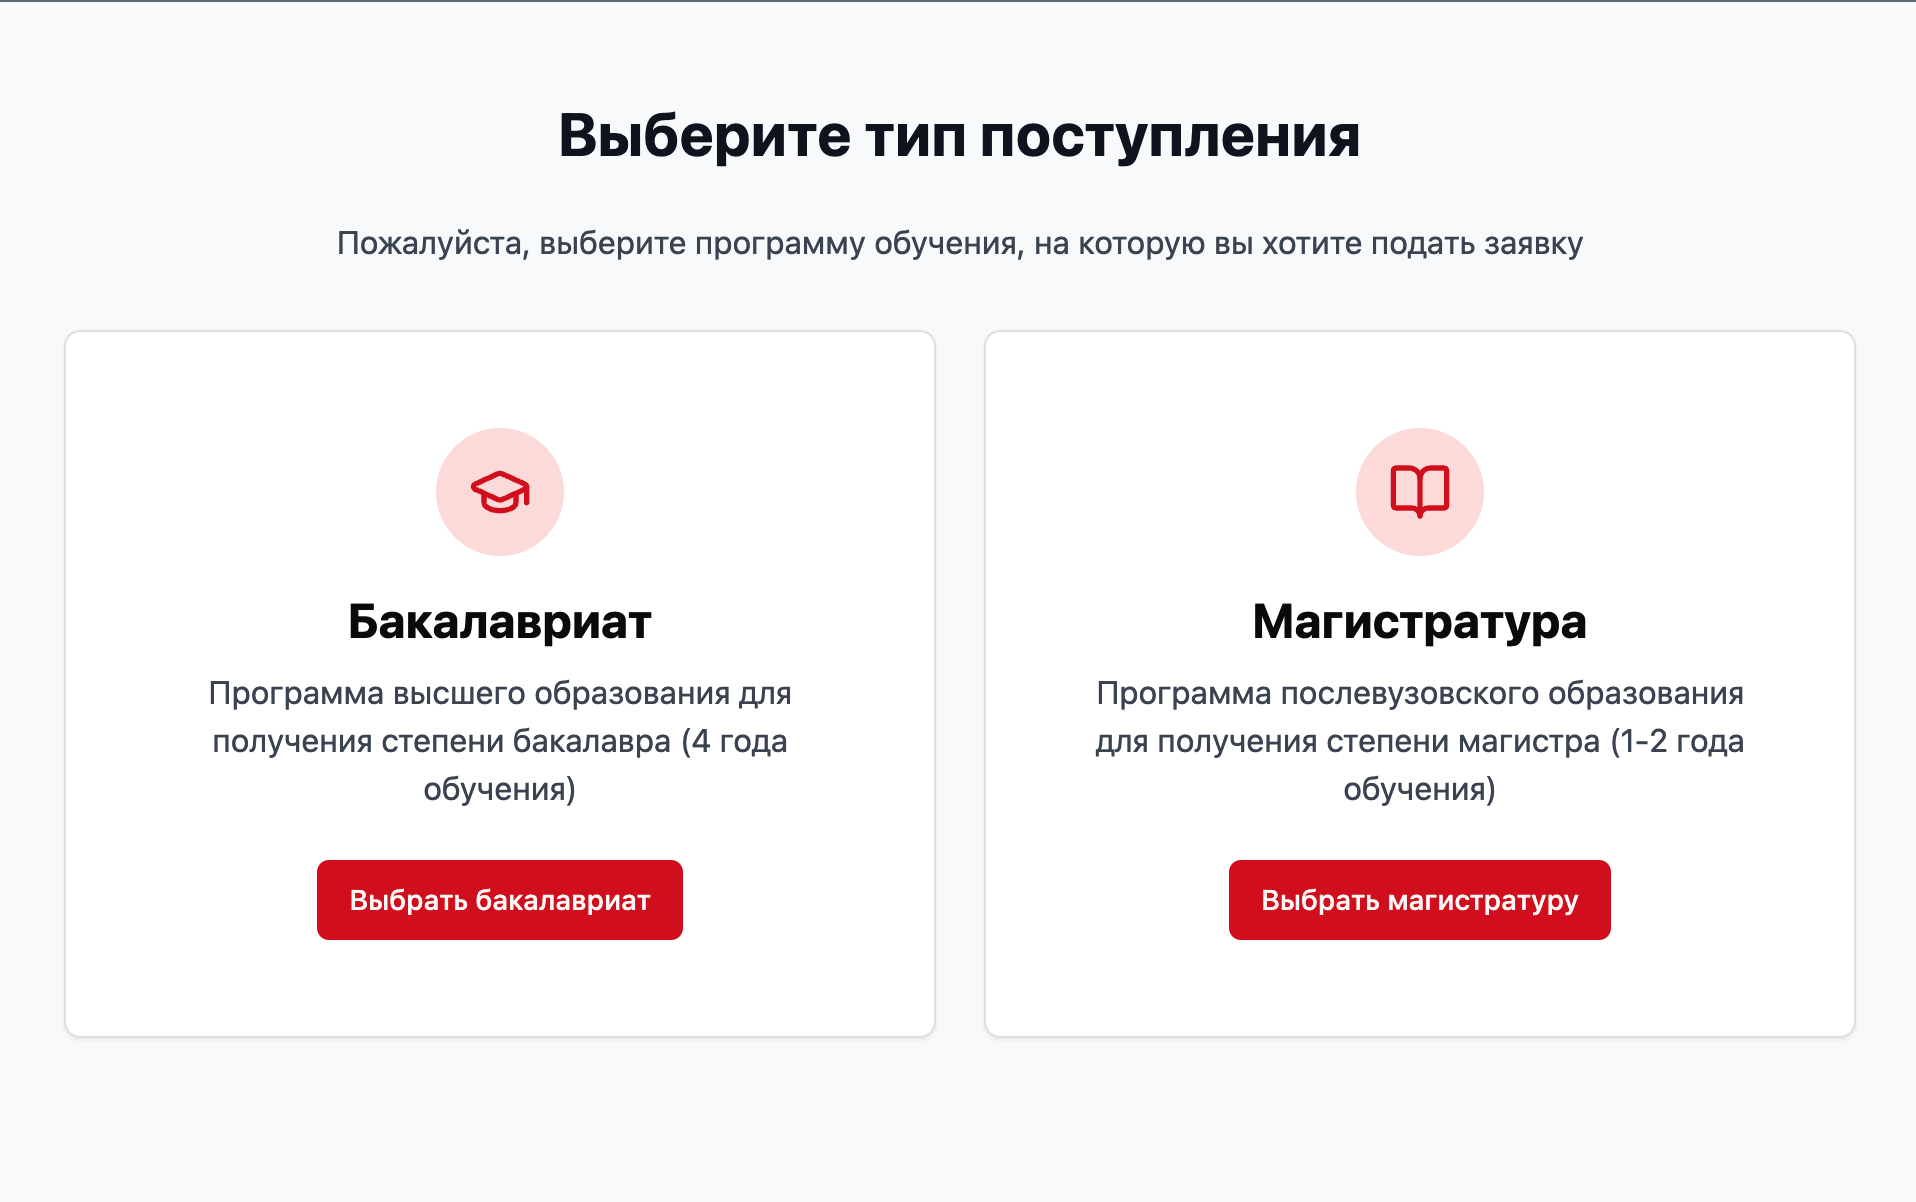 Выберите тип поступления
Пожалуйста, выберите программу обучения, на которую вы хотите подать заявку
Бакалавриат
Программа высшего образования для
получения степени бакалавра (4 года
обучения)
Выбрать бакалавриат
Магистратура
Программа послевузовского образования
для получения степени магистра (1-2 года
обучения)
Выбрать магистратуру